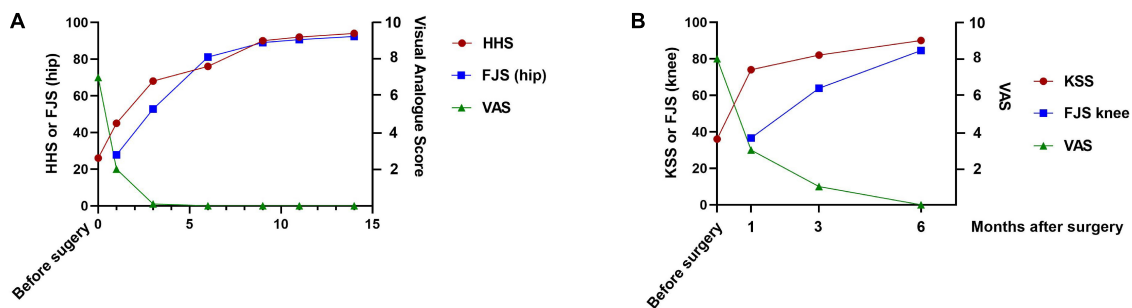 A
HHS or FJS (hip)
100
80
60
40
20
0
0
5
10
15
Before sugery
10
8
6
4
2
Visual Analogue Score
HHS
FJS (hip)
VAS
B
KSS or FJS (knee)
100
80
60
40
20
0
Before surgery
1
3
6
Months after surgery
10
8
6
4
2
VAS
KSS
FJS knee
VAS